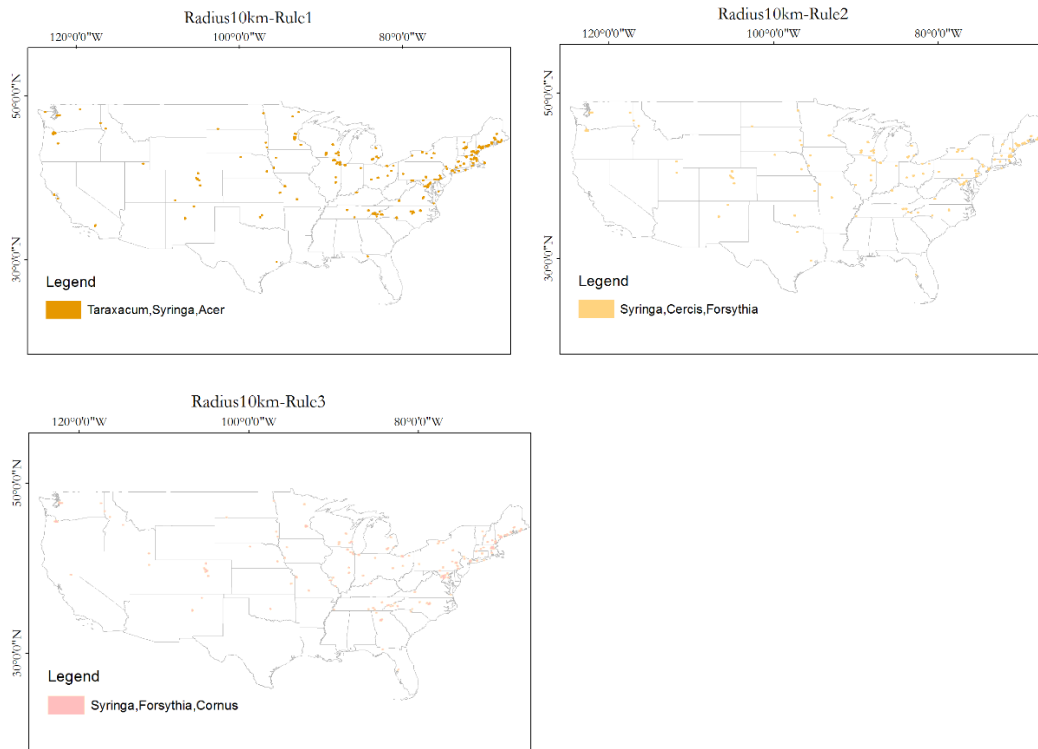 Radius10km-Rule1
120°0'0"W
100°0'0"W
80°0'0"W
50°0'0"N
30°0'0"N
Legend
Taraxacum,Syringa,Acer
Radius10km-Rule2
120°0'0"W
100°0'0"W
80°0'0"W
50°0'0"N
30°0'0"N
Legend
Syringa,Cercis,Forsythia
Radius10km-Rule3
120°0'0"W
100°0'0"W
80°0'0"W
50°0'0"N
30°0'0"N
Legend
Syringa,Forsythia,Cornus